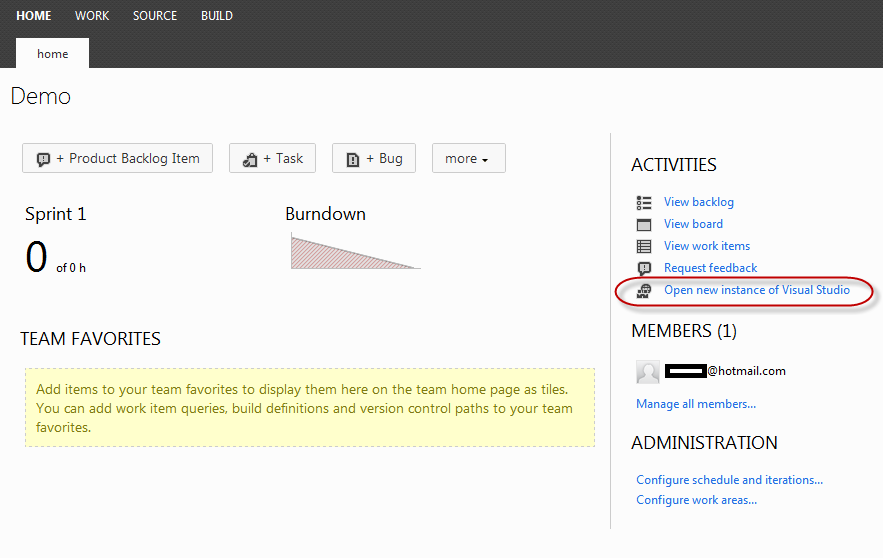 HOME WORK SOURCE BUILD
home
Demo
+ Product Backlog Item + Task + Bug more
Sprint 1
0 of 0 h
Burndown
TEAM FAVORITES
Add items to your team favorites to display them here on the team home page as tiles.
You can add work item queries, build definitions and version control paths to your team
favorites.
ACTIVITIES
View backlog
View board
View work items
Request feedback
Open new instance of Visual Studio
MEMBERS (1)
@hotmail.com
Manage all members...
ADMINISTRATION
Configure schedule and iterations...
Configure work areas...